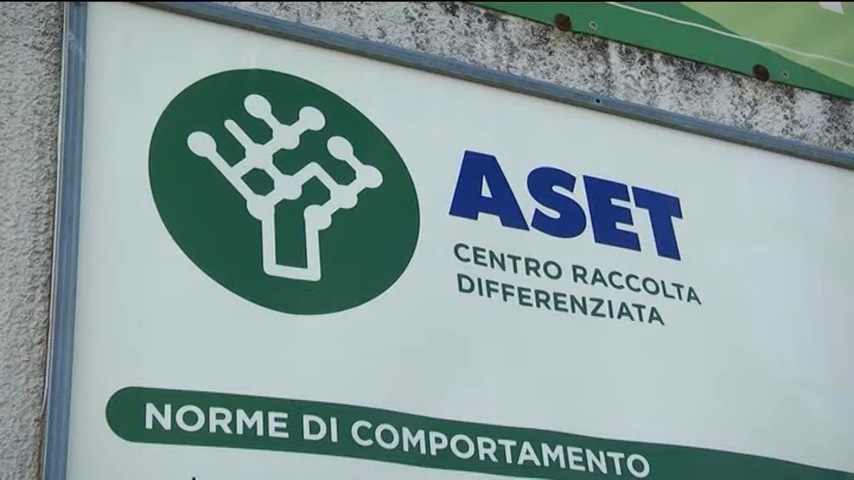 ASET
CENTRO RACCOLTA
DIFFERENZIATA
NORME DI COMPORTAMENTO